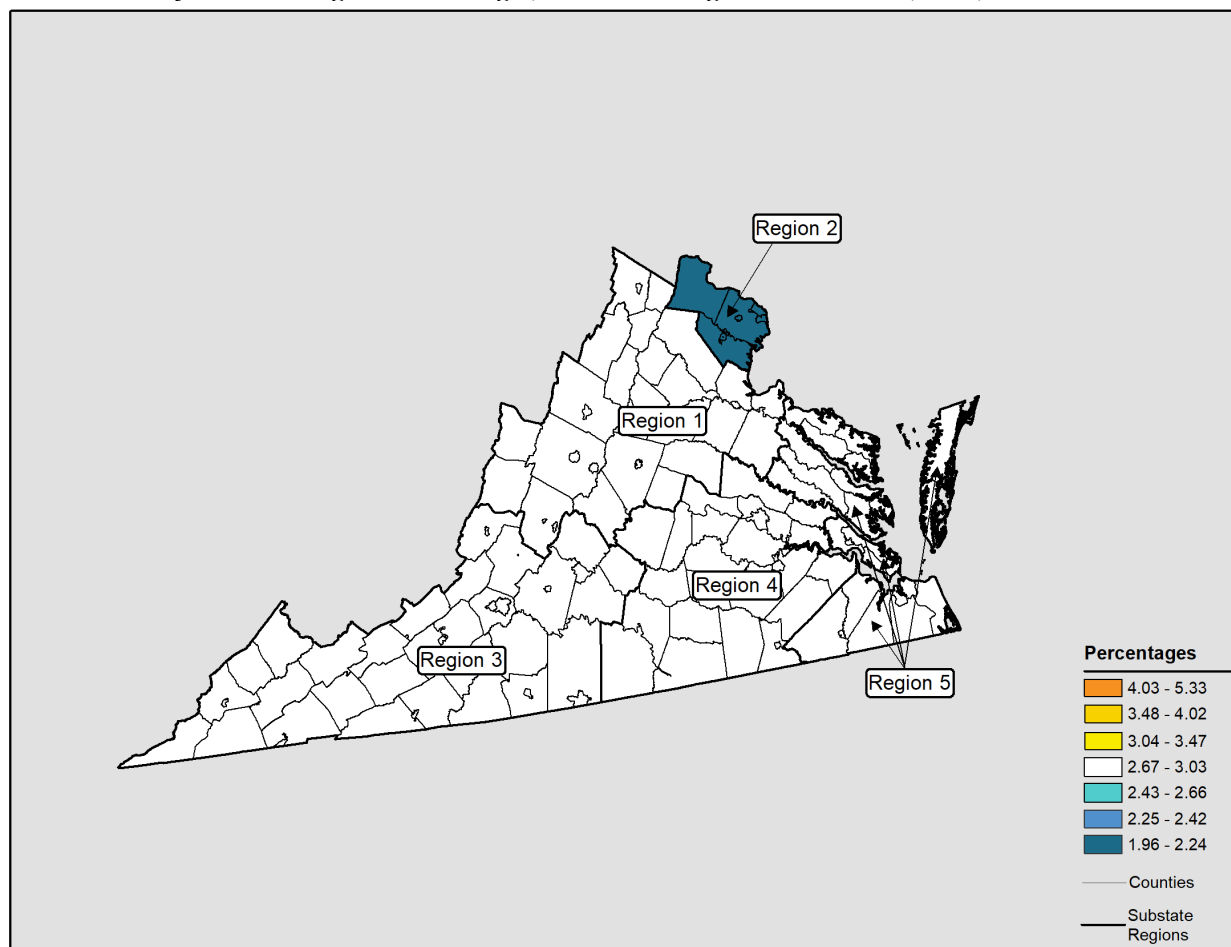 Region 2
Region 1
Region 4
Region 3
Region 5
Percentages
4.03 - 5.33
3.48 - 4.02
3.04 - 3.47
2.67 - 3.03
2.43 - 2.66
2.25 - 2.42
1.96 - 2.24
Counties
Substate
Regions